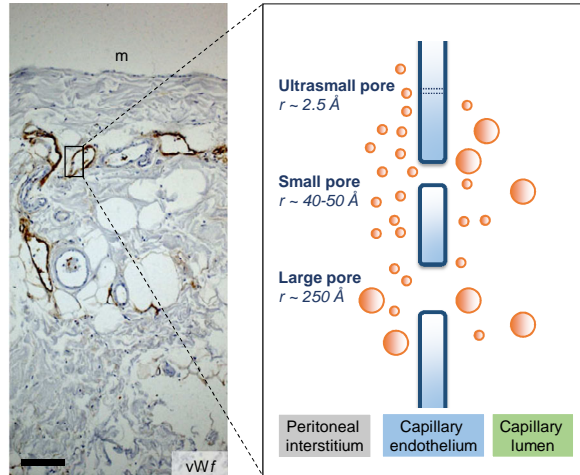 m
Ultrasmall pore
r ~ 2.5 Å
Small pore
r ~ 40-50 Å
Large pore
r ~ 250 Å
vWf
Peritoneal
interstitium
Capillary
endothelium
Capillary
lumen